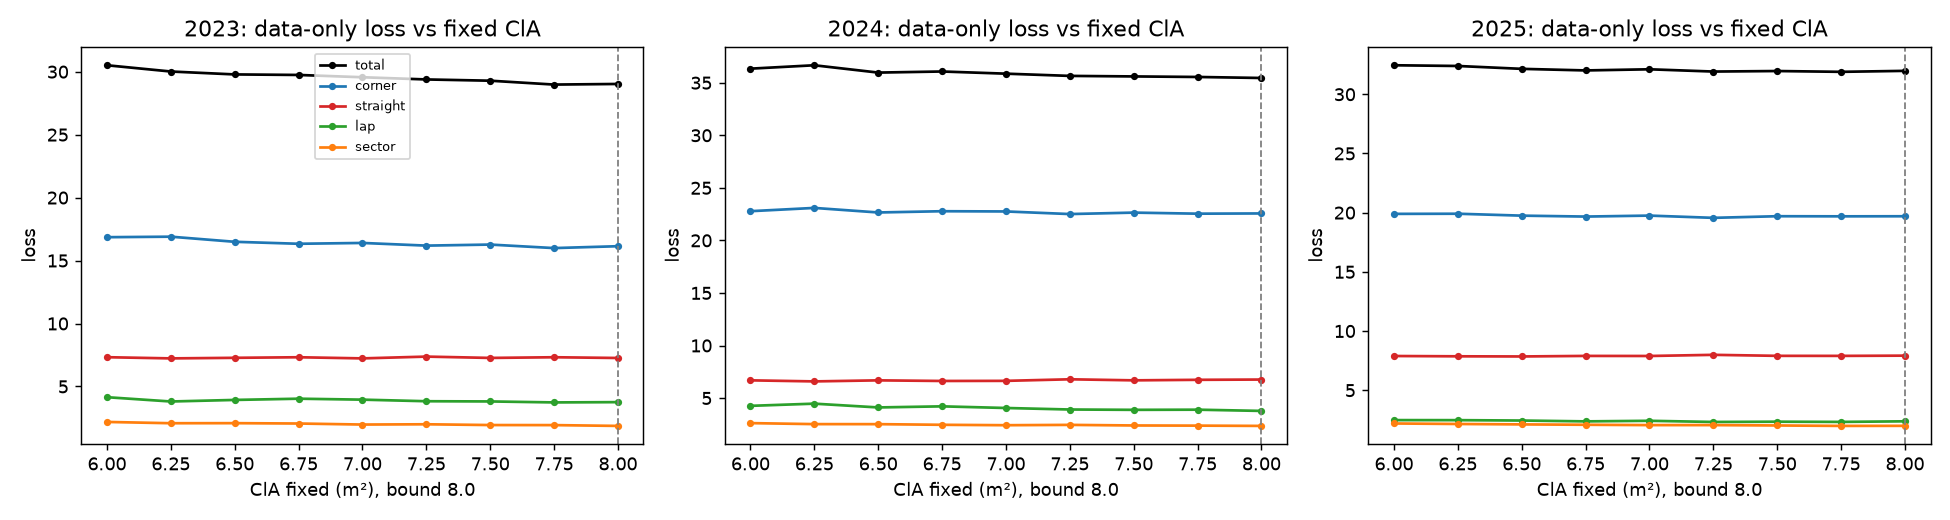 2023: data-only loss vs fixed ClA
loss
30
25
20
15
10
5
total
corner
straight
lap
sector
6.00 6.25 6.50 6.75 7.00 7.25 7.50 7.75 8.00
ClA fixed (m²), bound 8.0
2024: data-only loss vs fixed ClA
loss
35
30
25
20
15
10
5
6.00 6.25 6.50 6.75 7.00 7.25 7.50 7.75 8.00
ClA fixed (m²), bound 8.0
2025: data-only loss vs fixed ClA
loss
30
25
20
15
10
5
6.00 6.25 6.50 6.75 7.00 7.25 7.50 7.75 8.00
ClA fixed (m²), bound 8.0